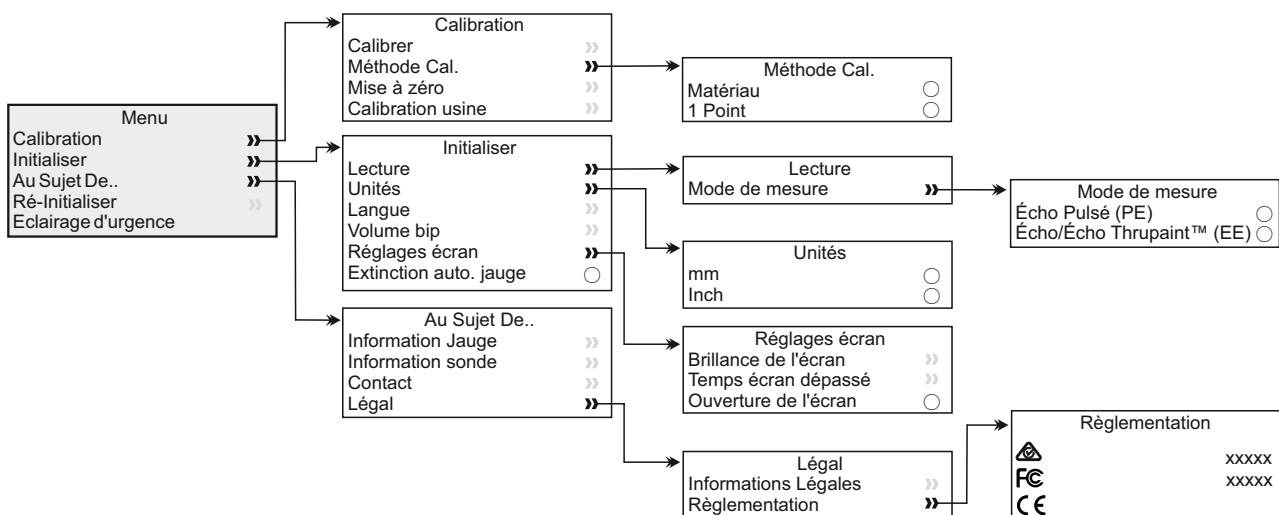 Menu
Calibration
Initialiser
Au Sujet De..
Ré-Initialiser
Eclairage d'urgence
Calibration
Calibrer
Méthode Cal.
Mise à zéro
Calibration usine
Méthode Cal.
Matériau
1 Point
Initialiser
Lecture
Unités
Langue
Volume bip
Réglages écran
Extinction auto. jauge
Lecture
Mode de mesure
Mode de mesure
Écho Pulsé (PE)
Écho/Écho Thrupaint™ (EE)
Unités
mm
Inch
Réglages écran
Brillance de l'écran
Temps écran dépassé
Ouverture de l'écran
Au Sujet De..
Information Jauge
Information sonde
Contact
Légal
Légal
Informations Légales
Règlementation
Règlementation
xxxxx
FC xxxxx
CE